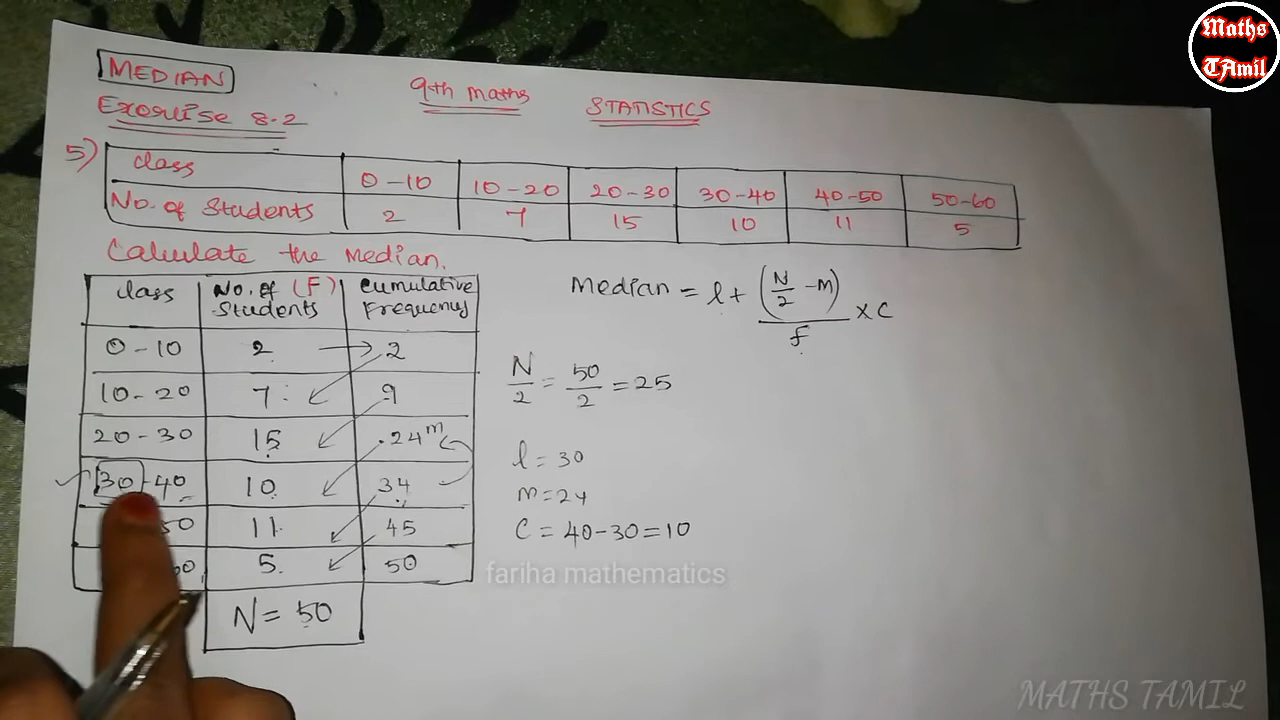 Maths
TAmil
MEDIAN
9th maths
STATISTICS
Exercise 8.2
5)
class 0-10 10-20 20-30 30-40 40-50 50-60
No. of Students 2 7 15 10 11 5
Calculate the Median.
class No. of (F) Students Cumulative Frequency
0-10 2 2
10-20 7 9
20-30 15 24 m
30-40 10 34
50 11 45
5 50
N = 50
Median = l + (N/2 - m)/f × C
N/2 = 50/2 = 25
l = 30
m = 24
C = 40-30 = 10
fariha mathematics
MATHS TAMIL